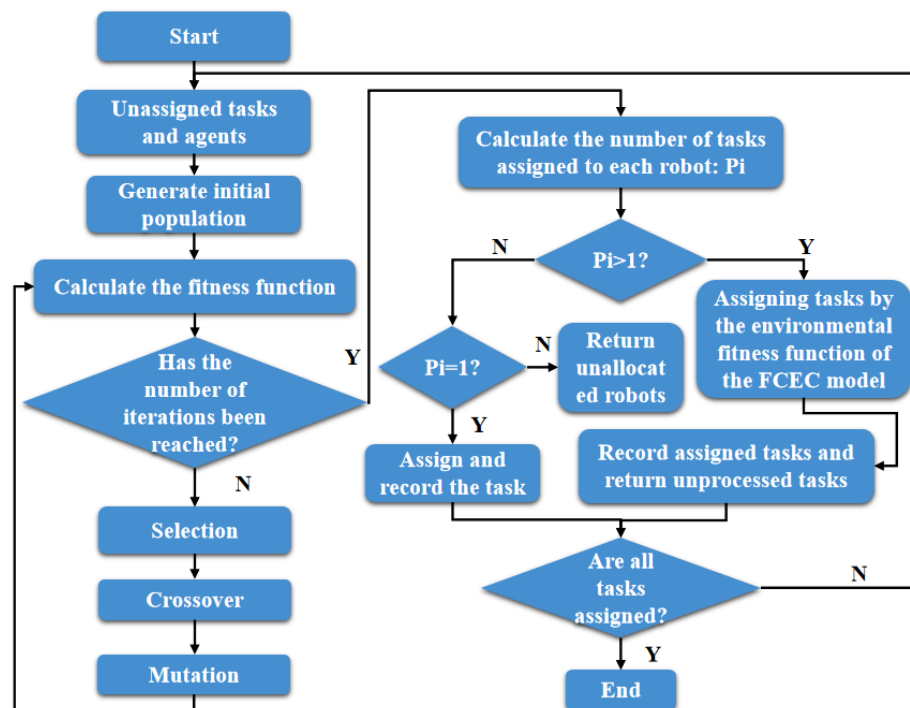 Start
Unassigned tasks
and agents
Generate initial
population
Calculate the fitness function
Has the
number of
iterations been
reached?
Y
N
Selection
Crossover
Mutation
Calculate the number of tasks
assigned to each robot: Pi
Pi>1?
N
Y
Pi=1?
N
Return
unallocat
ed robots
Assigning tasks by
the environmental
fitness function of
the FCEC model
Y
Assign and
record the task
Record assigned tasks and
return unprocessed tasks
Are all
tasks
assigned?
N
Y
End